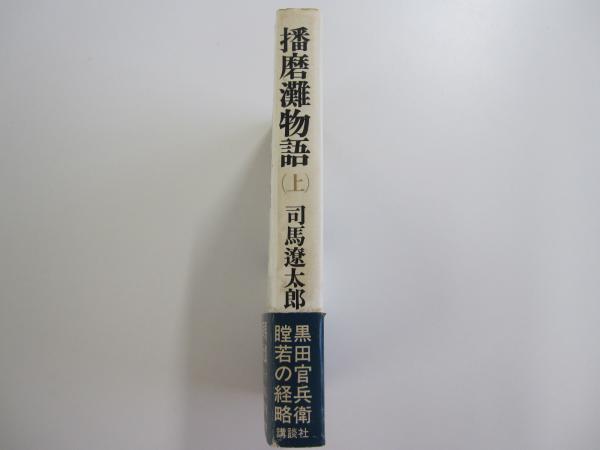 播磨灘物語
(上)
司馬遼太郎
黒田官兵衛
瞠若の経略
講談社